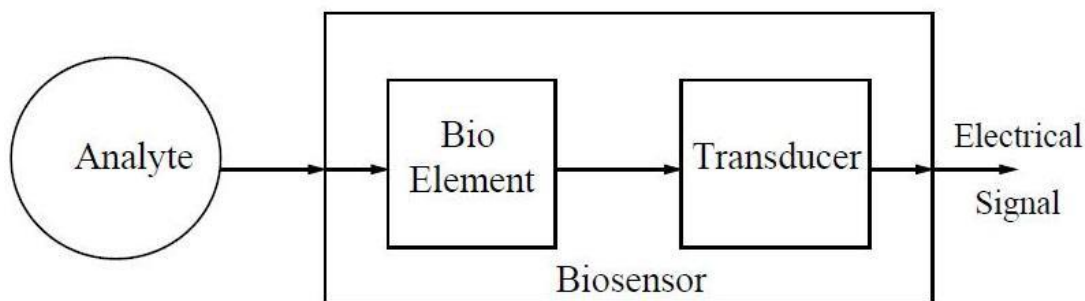 Analyte
Bio
Element
Transducer
Electrical
Signal
Biosensor